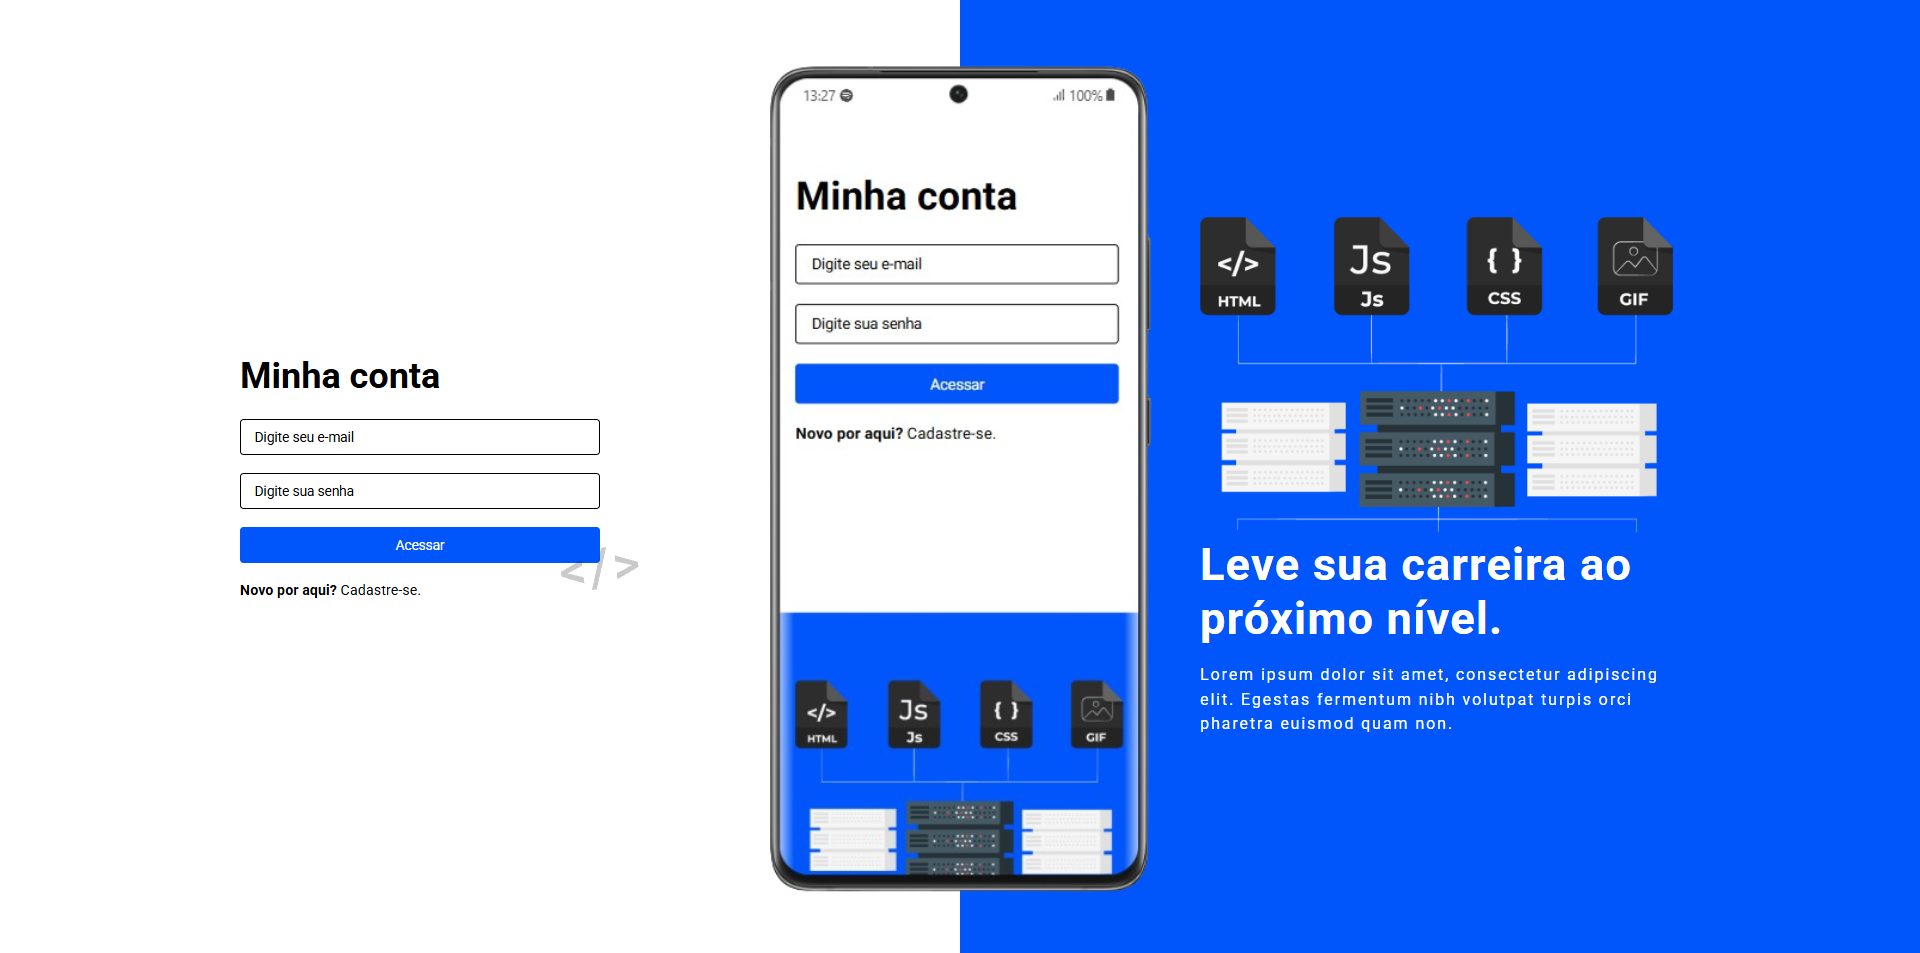 Minha conta
Digite seu e-mail
Digite sua senha
Acessar
</>
Novo por aqui? Cadastre-se.
13:27
100%
Minha conta
Digite seu e-mail
Digite sua senha
Acessar
Novo por aqui? Cadastre-se.
</> Js { }
HTML Js CSS GIF
</> Js { }
HTML Js CSS GIF
Leve sua carreira ao
próximo nível.
Lorem ipsum dolor sit amet, consectetur adipiscing
elit. Egestas fermentum nibh volutpat turpis orci
pharetra euismod quam non.